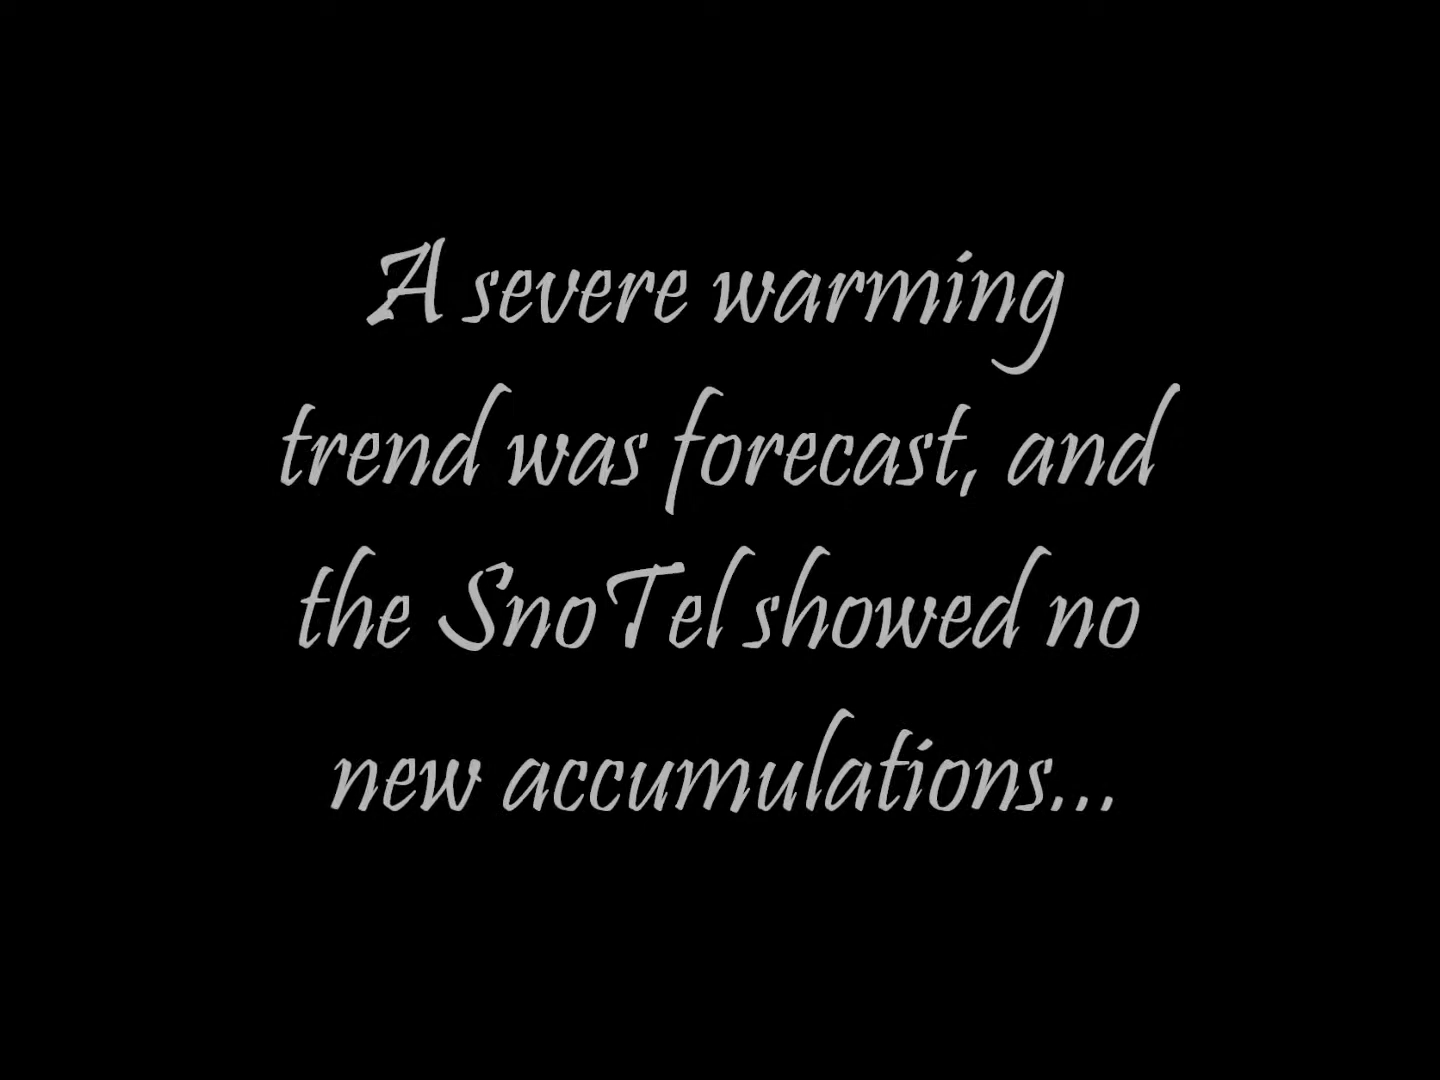 A severe warming
trend was forecast, and
the SnoTel showed no
new accumulations...